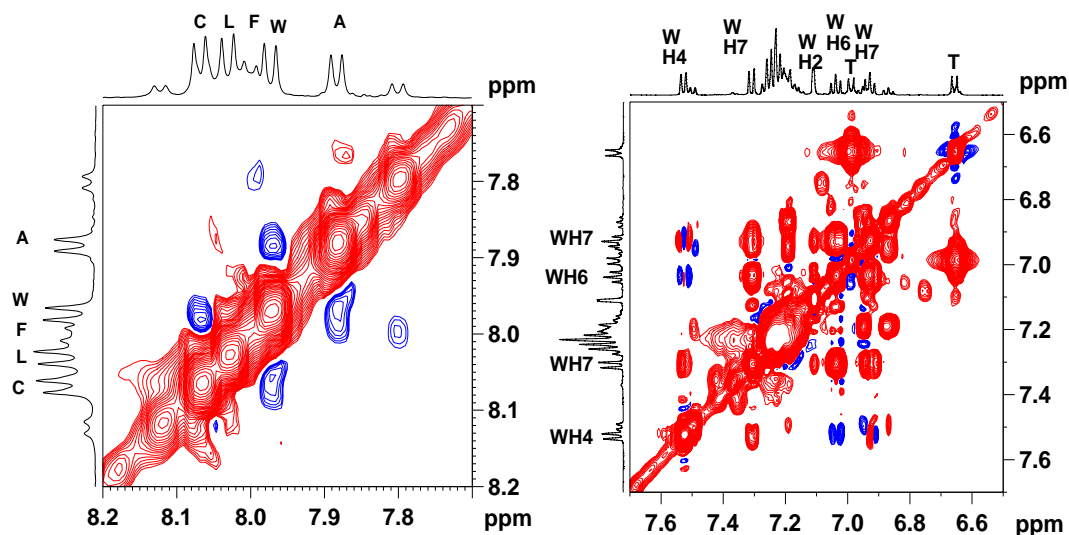 C L F W A
ppm
A
W
F
L
C
7.8
7.9
8.0
8.1
8.2
8.2 8.1 8.0 7.9 7.8
ppm
W W W W W
H4 H7 H2 H6 H7
T T
ppm
WH7
WH6
WH7
WH4
6.6
6.8
7.0
7.2
7.4
7.6
7.6 7.4 7.2 7.0 6.8 6.6
ppm